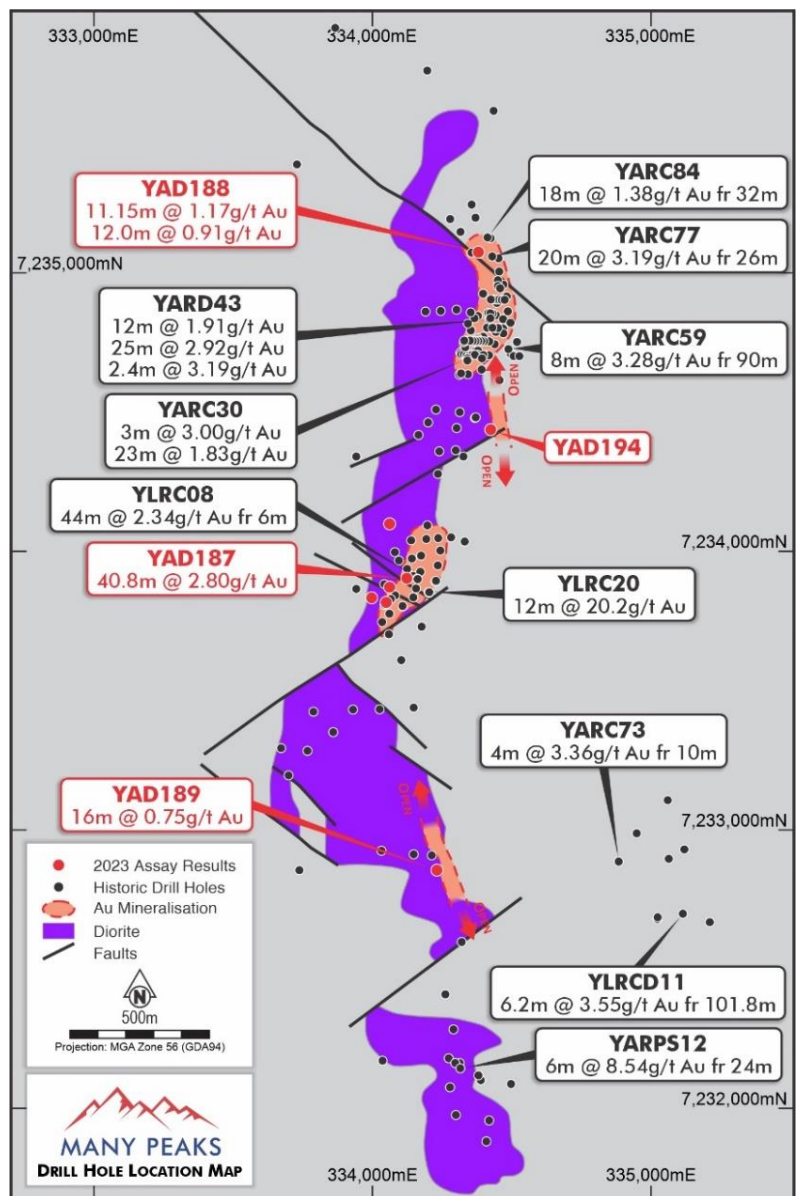 333,000mE
334,000mE
335,000mE
YARC84
18m @ 1.38g/t Au fr 32m
YAD188
11.15m @ 1.17g/t Au
12.0m @ 0.91g/t Au
YARC77
20m @ 3.19g/t Au fr 26m
7,235,000mN
YARD43
12m @ 1.91g/t Au
25m @ 2.92g/t Au
2.4m @ 3.19g/t Au
YARC59
8m @ 3.28g/t Au fr 90m
OPEN
YARC30
3m @ 3.00g/t Au
23m @ 1.83g/t Au
YAD194
OPEN
YLRC08
44m @ 2.34g/t Au fr 6m
7,234,000mN
YAD187
40.8m @ 2.80g/t Au
YLRC20
12m @ 20.2g/t Au
YARC73
4m @ 3.36g/t Au fr 10m
YAD189
16m @ 0.75g/t Au
OPEN
7,233,000mN
OPEN
2023 Assay Results
Historic Drill Holes
Au Mineralisation
Diorite
Faults
N
500m
Projection: MGA Zone 56 (GDA94)
YLRCD11
6.2m @ 3.55g/t Au fr 101.8m
YARPS12
6m @ 8.54g/t Au fr 24m
7,232,000mN
MANY PEAKS
DRILL HOLE LOCATION MAP
334,000mE
335,000mE